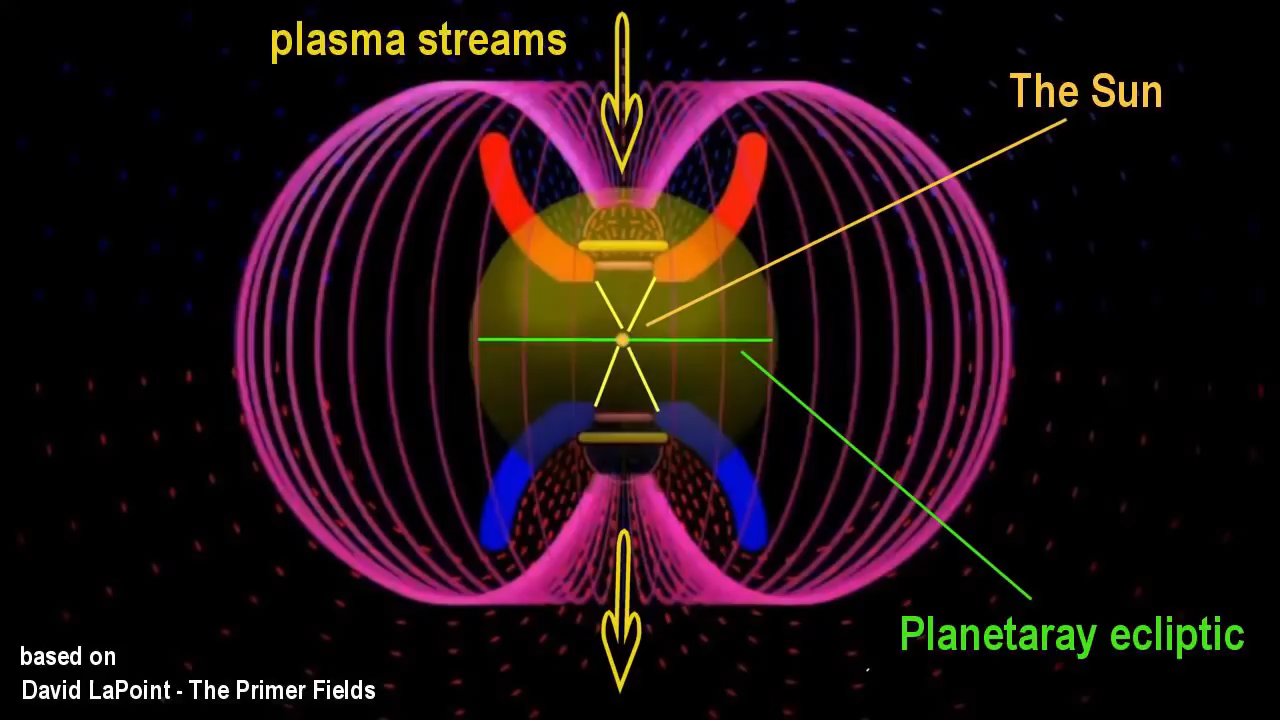 plasma streams
The Sun
Planetaray ecliptic
based on
David LaPoint - The Primer Fields